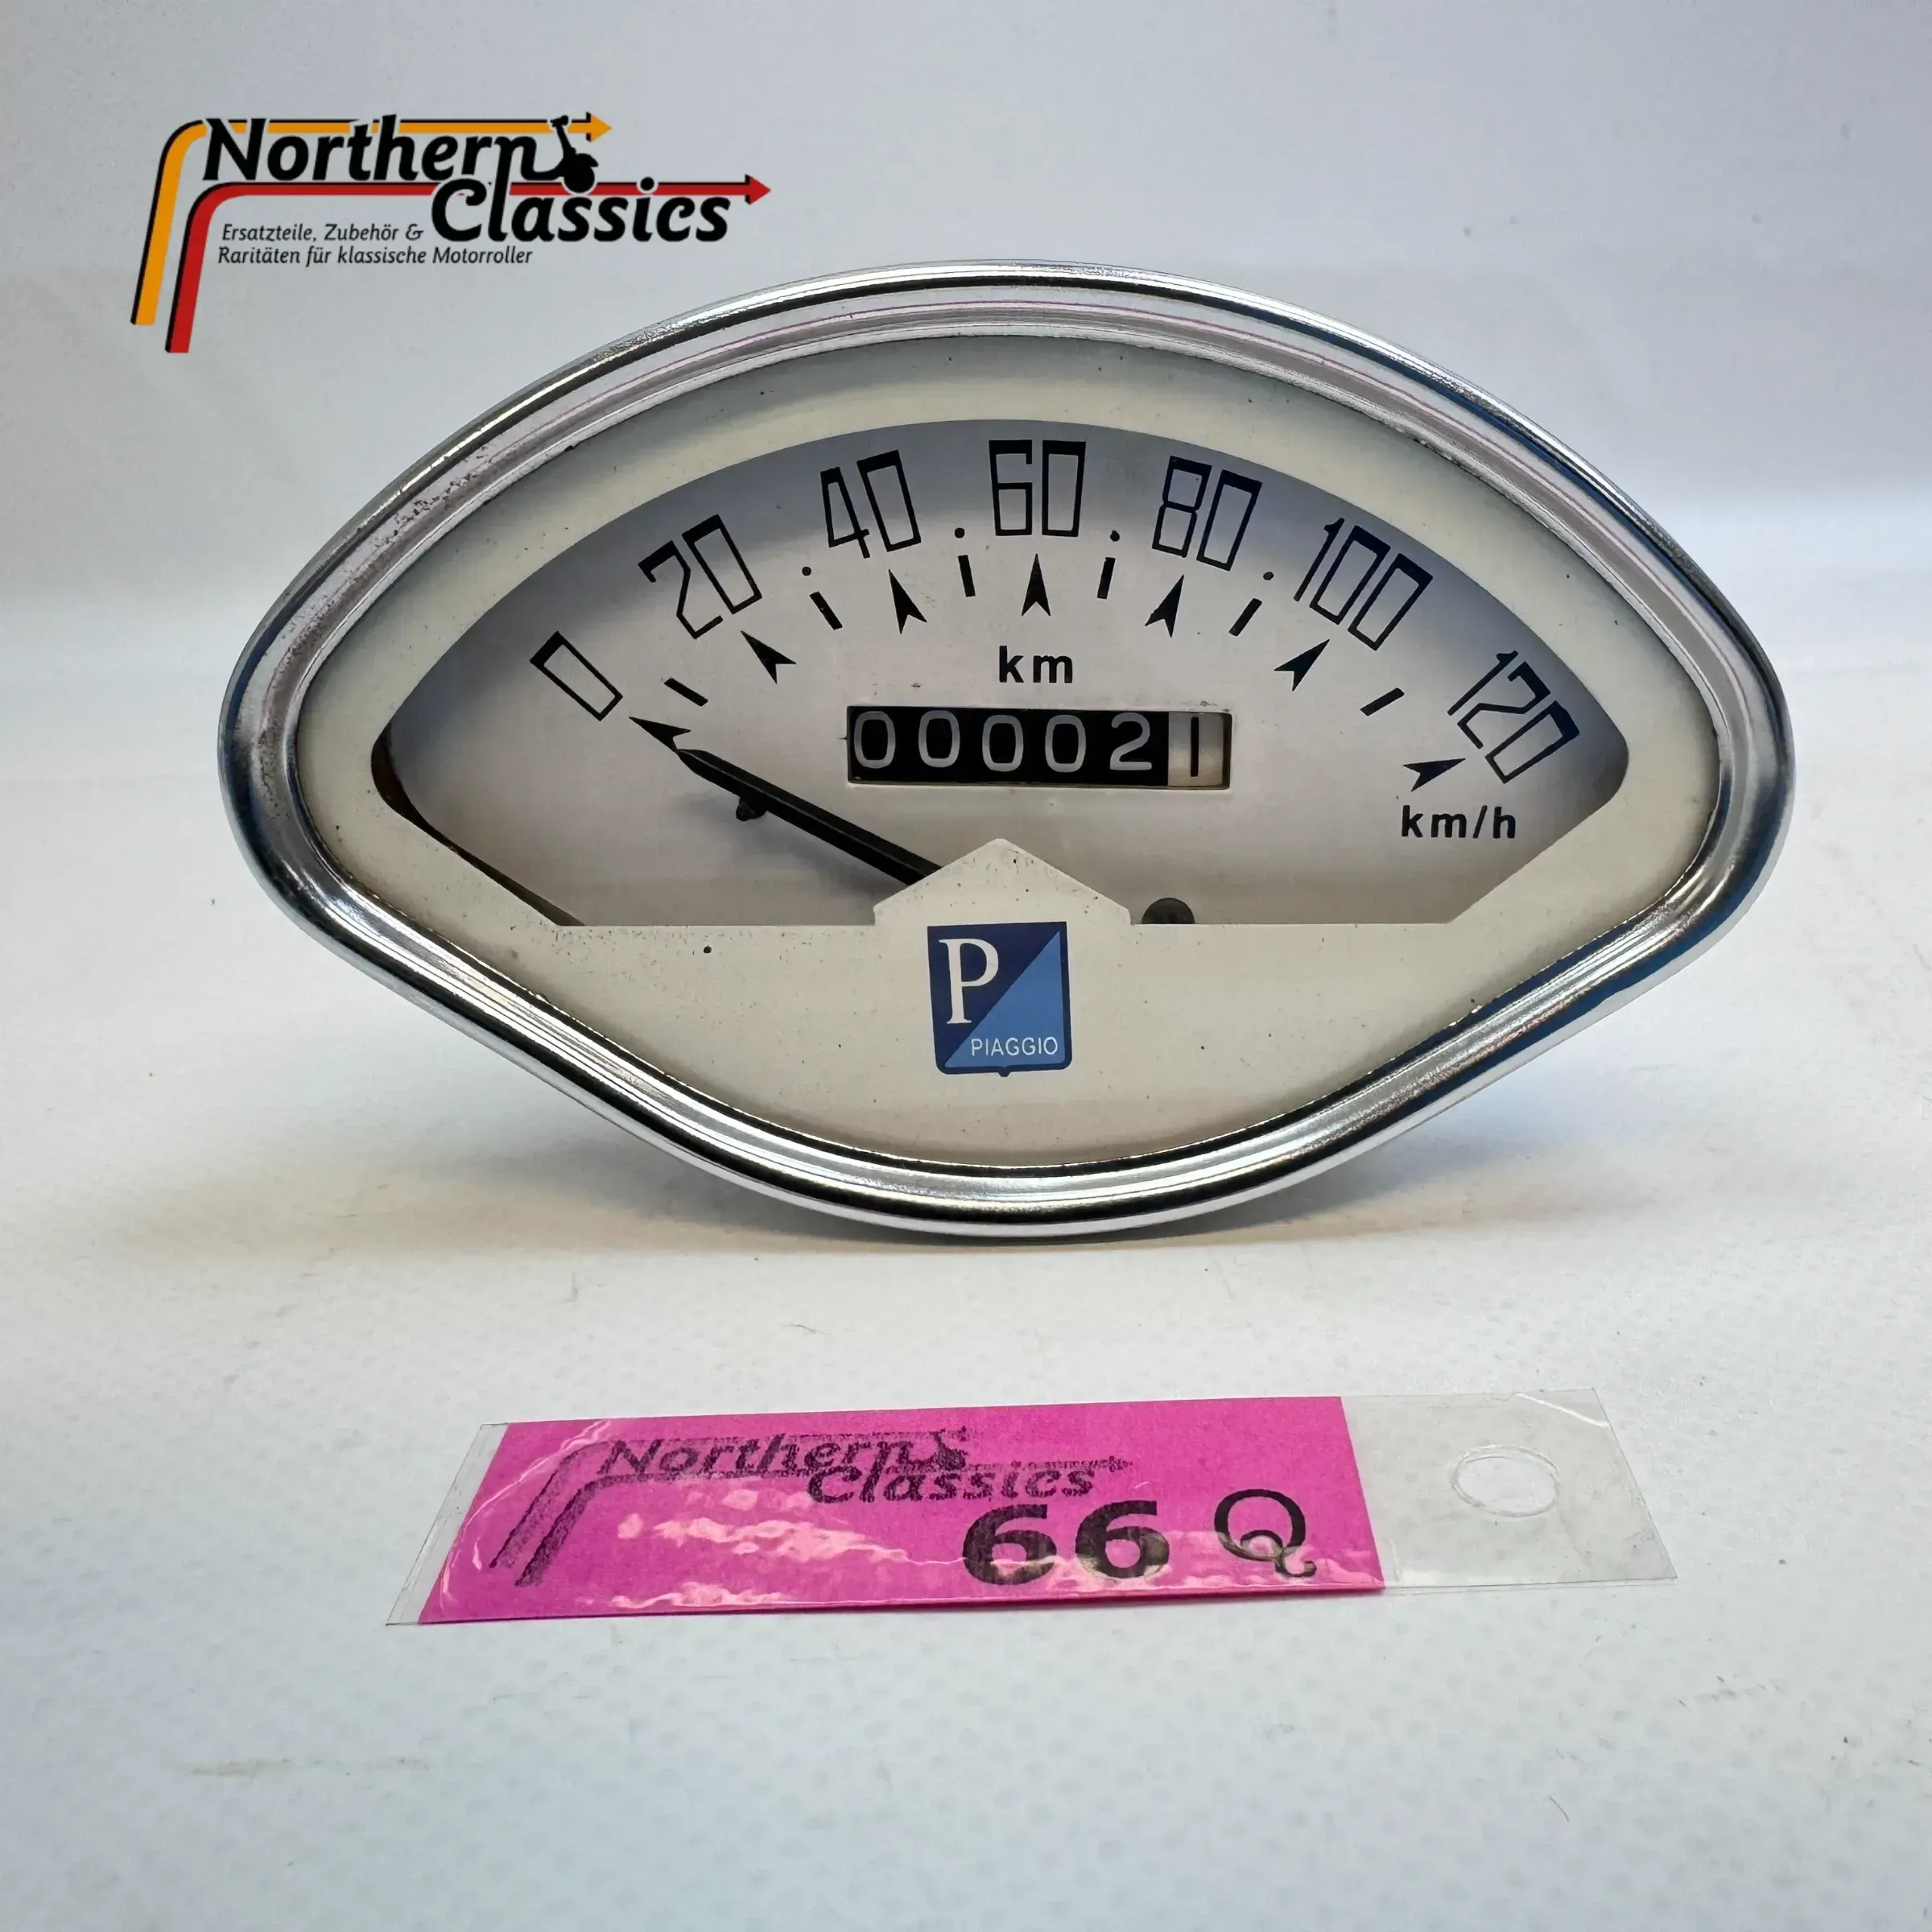 Northern
Classics
Ersatzteile, Zubehör &
Raritäten für klassische Motorroller
0 20 40 60 80 100 120
km
000021
km/h
P
PIAGGIO
Northern
Classics
66 Q